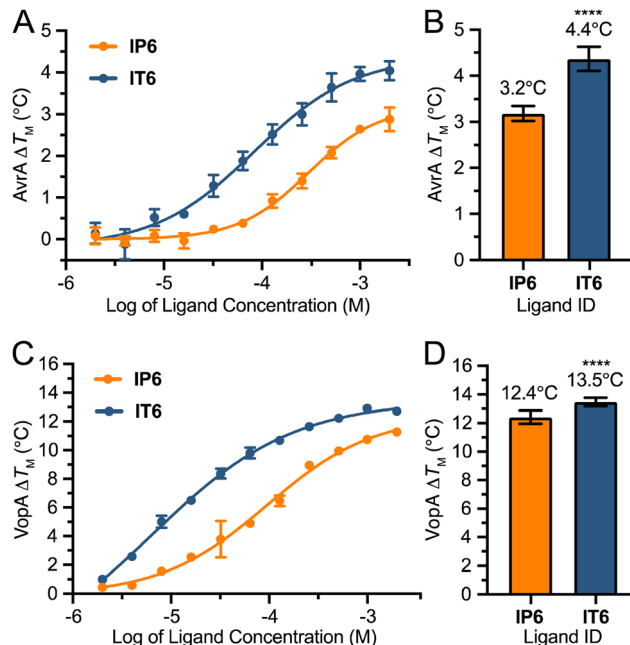 A
IP6
IT6
AvrA ΔTM (°C)
5
4
3
2
1
0
-6
-5
-4
-3
Log of Ligand Concentration (M)
B
****
4.4°C
3.2°C
AvrA ΔTM (°C)
5
4
3
2
1
0
IP6
IT6
Ligand ID
C
IP6
IT6
VopA ΔTM (°C)
16
14
12
10
8
6
4
2
0
-6
-5
-4
-3
Log of Ligand Concentration (M)
D
****
12.4°C 13.5°C
VopA ΔTM (°C)
16
14
12
10
8
6
4
2
0
IP6
IT6
Ligand ID